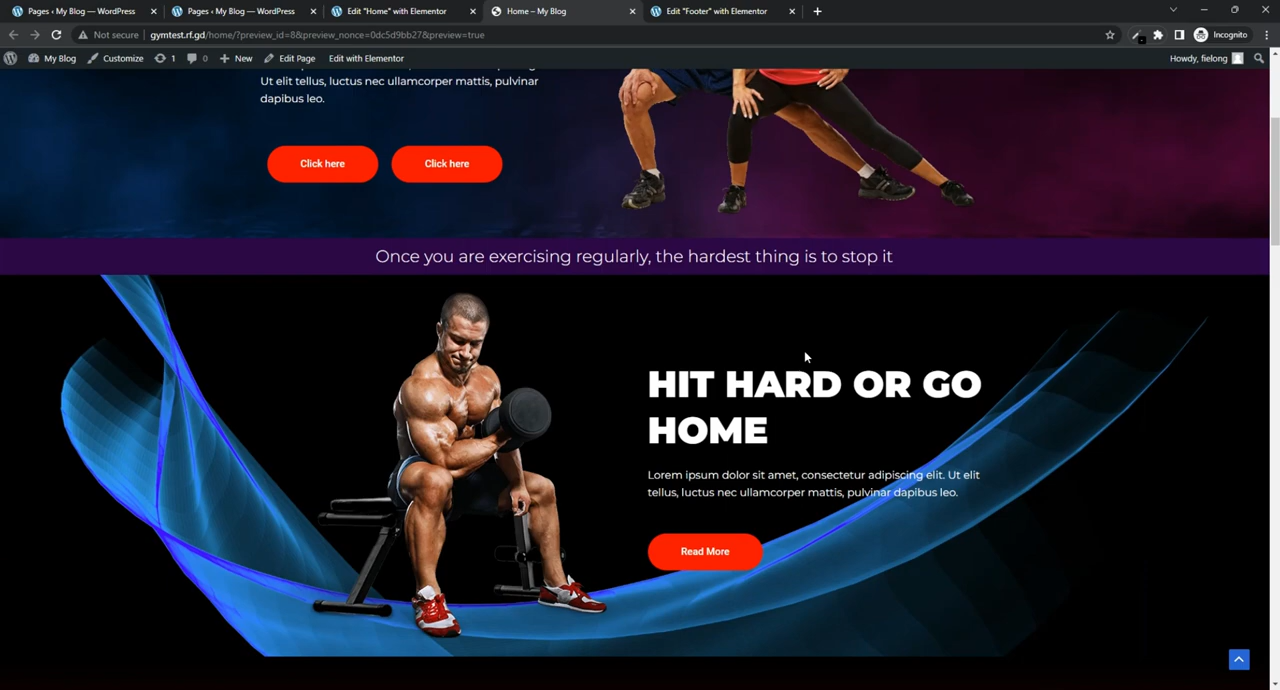 Pages ‹ My Blog — WordPress
Pages ‹ My Blog — WordPress
Edit "Home" with Elementor
Home – My Blog
Edit "Footer" with Elementor
Not secure
gymtest.rf.gd/home/?preview_id=8&preview_nonce=0dc5d9bb27&preview=true
Incognito
My Blog
Customize
1
0
New
Edit Page
Edit with Elementor
Howdy, fielong
Ut elit tellus, luctus nec ullamcorper mattis, pulvinar
dapibus leo.
Click here
Click here
Once you are exercising regularly, the hardest thing is to stop it
HIT HARD OR GO
HOME
Lorem ipsum dolor sit amet, consectetur adipiscing elit. Ut elit
tellus, luctus nec ullamcorper mattis, pulvinar dapibus leo.
Read More